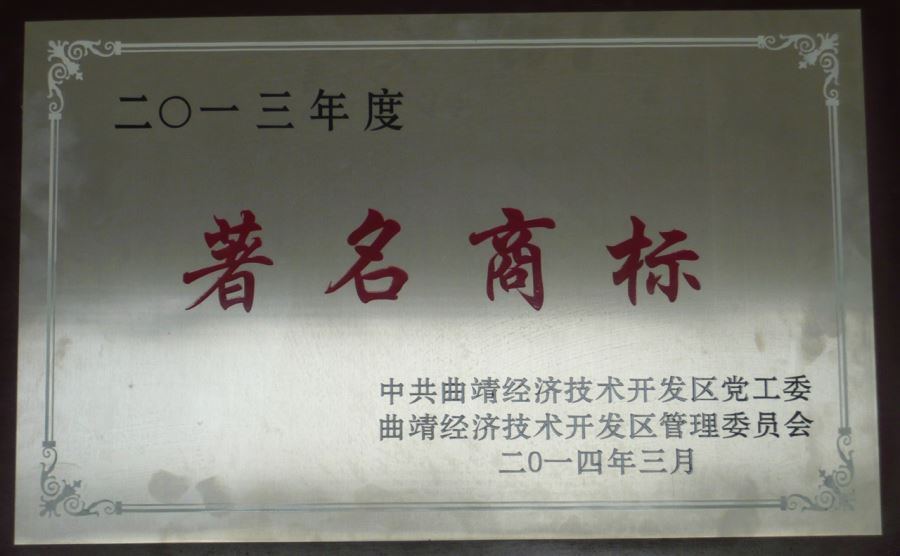 二〇一三年度
著名商标
中共曲靖经济技术开发区党工委
曲靖经济技术开发区管理委员会
二0一四年三月